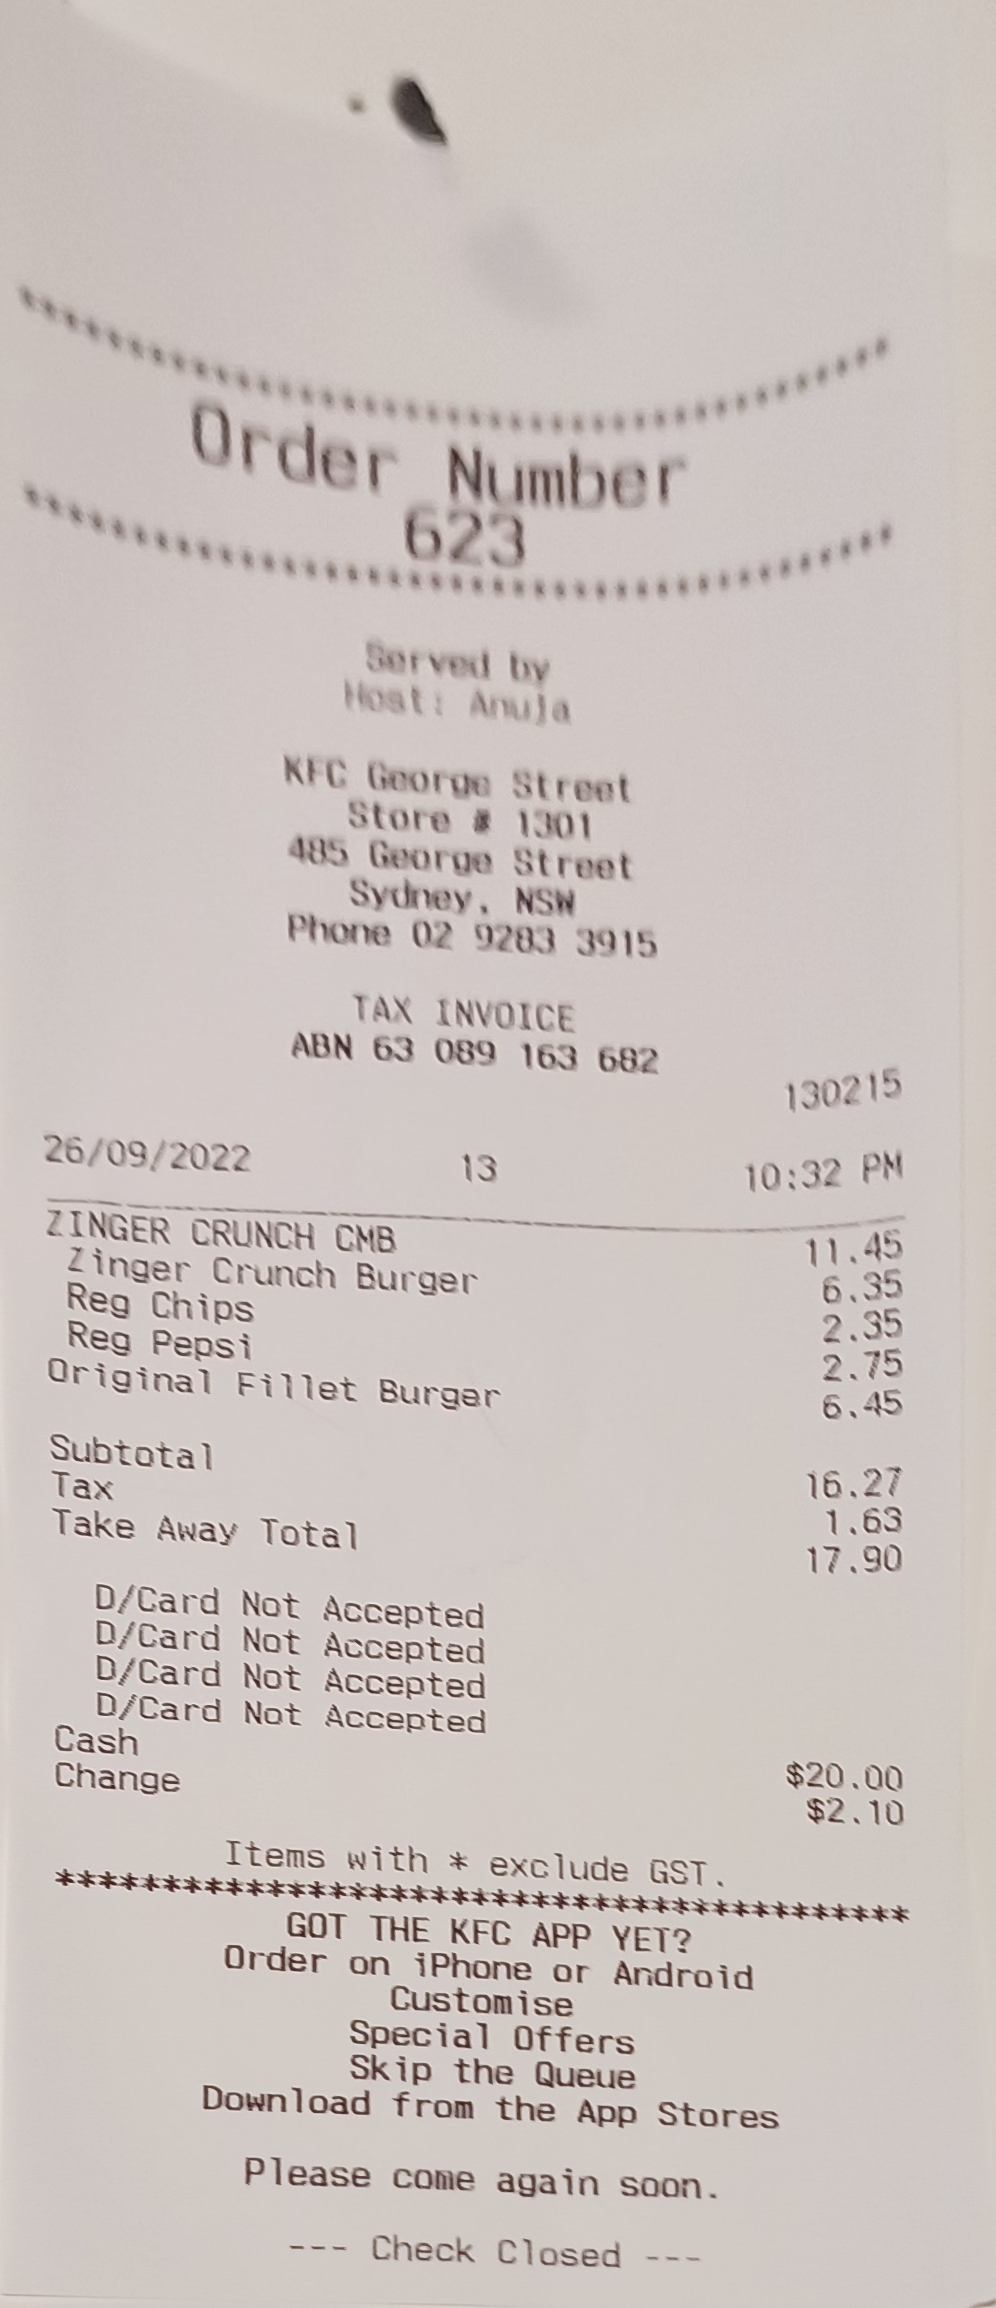 ****************************************
Order Number
623
****************************************
Served by
Host: Anuja
KFC George Street
Store # 1301
485 George Street
Sydney, NSW
Phone 02 9283 3915
TAX INVOICE
ABN 63 089 163 682
130215
26/09/2022 13 10:32 PM
ZINGER CRUNCH CMB 11.45
Zinger Crunch Burger 6.35
Reg Chips 2.35
Reg Pepsi 2.75
Original Fillet Burger 6.45
Subtotal 16.27
Tax 1.63
Take Away Total 17.90
D/Card Not Accepted
D/Card Not Accepted
D/Card Not Accepted
D/Card Not Accepted
Cash $20.00
Change $2.10
Items with * exclude GST.
****************************************
GOT THE KFC APP YET?
Order on iPhone or Android
Customise
Special Offers
Skip the Queue
Download from the App Stores
Please come again soon.
--- Check Closed ---